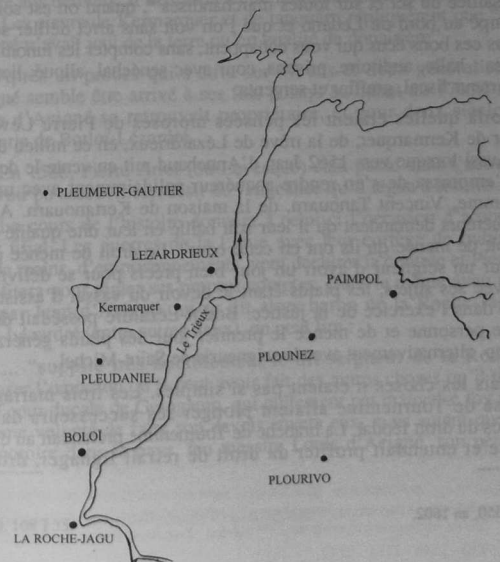 PLEUMEUR-GAUTIER
LEZARDRIEUX
PAIMPOL
Kermarquer
Le Trieux
PLOUNEZ
PLEUDANIEL
BOLOÏ
PLOURIVO
LA ROCHE-JAGU